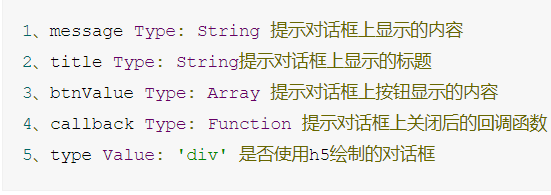 1、message Type: String 提示对话框上显示的内容
2、title Type: String提示对话框上显示的标题
3、btnValue Type: Array 提示对话框上按钮显示的内容
4、callback Type: Function 提示对话框上关闭后的回调函数
5、type Value: 'div' 是否使用h5绘制的对话框